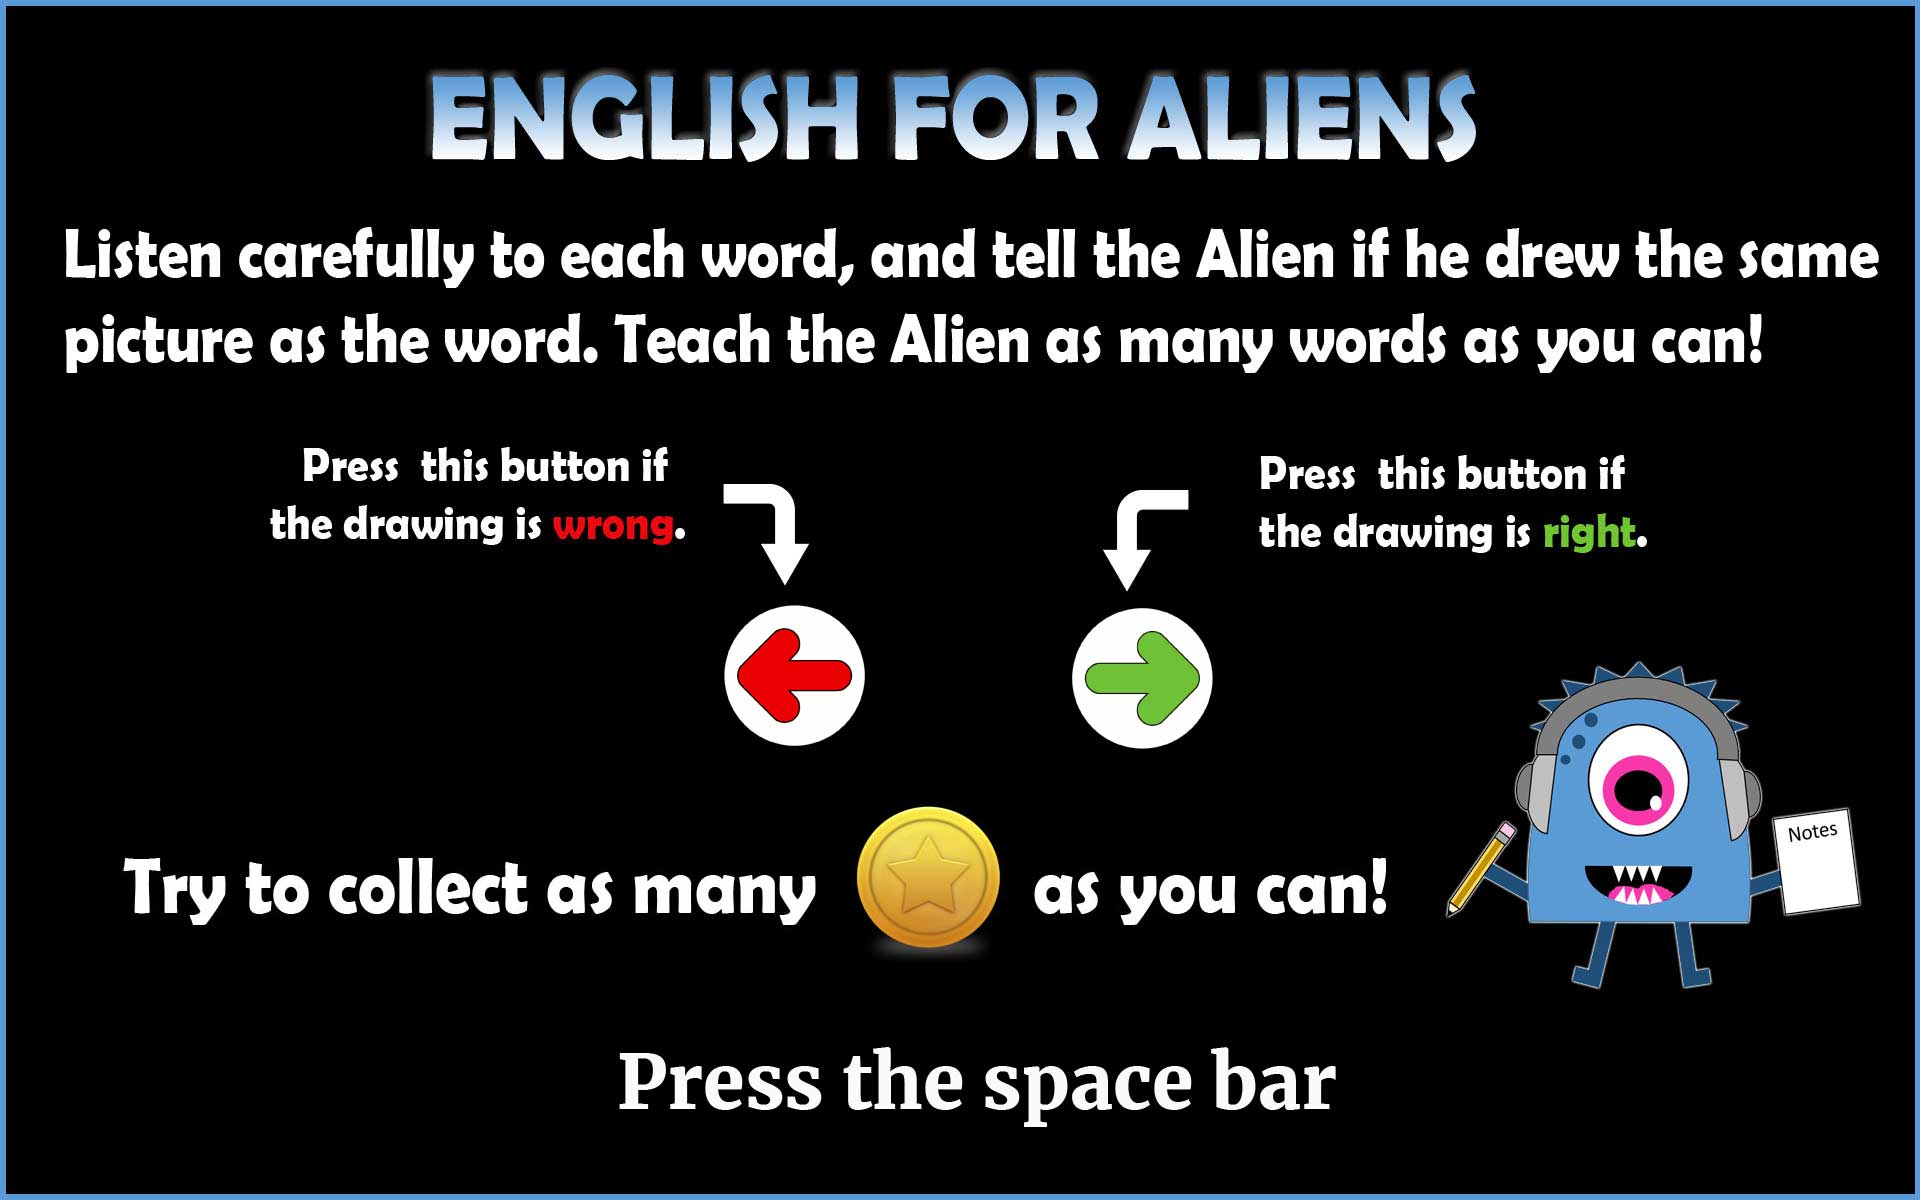 ENGLISH FOR ALIENS
Listen carefully to each word, and tell the Alien if he drew the same
picture as the word. Teach the Alien as many words as you can!
Press  this button if
the drawing is wrong.
Press  this button if
the drawing is right.
Notes
Try to collect as many as you can!
Press the space bar